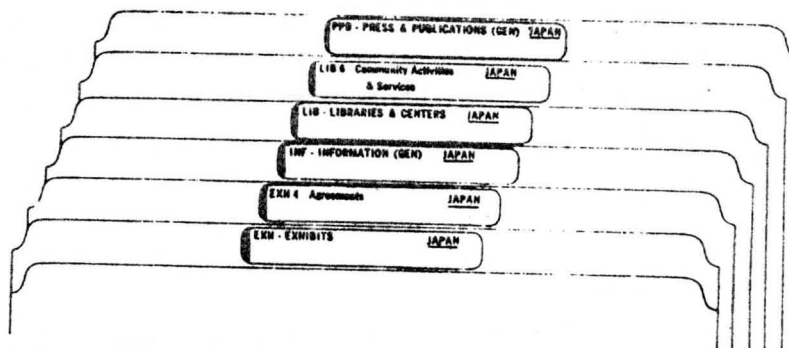 PPB - PRESS & PUBLICATIONS (GEN) JAPAN
LIB 6 Community Activities JAPAN
& Services
LIB - LIBRARIES & CENTERS JAPAN
INF - INFORMATION (GEN) JAPAN
EXH 4 Agreements JAPAN
EXH - EXHIBITS JAPAN